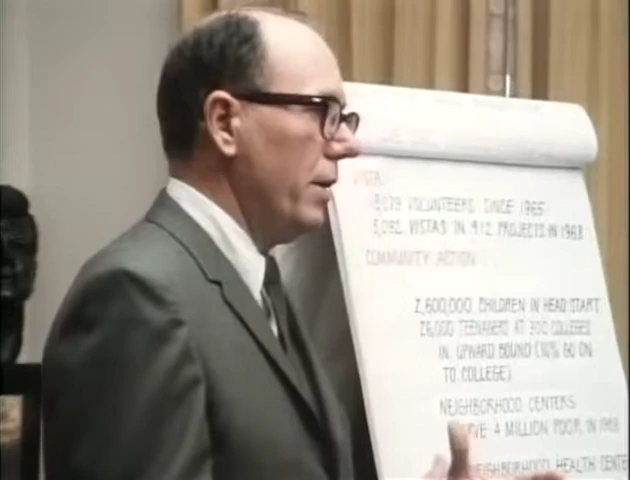 VISTA
VOLUNTEERS SINCE 1965
5,092 VISTAS IN 412 PROJECTS IN 1968
COMMUNITY ACTION
2,600,000 CHILDREN IN HEAD START
26,000 TEENAGERS AT 300 COLLEGES
IN UPWARD BOUND (80% GO ON
TO COLLEGE)
NEIGHBORHOOD CENTERS
4 MILLION POOR IN 1968
NEIGHBORHOOD HEALTH CENTE